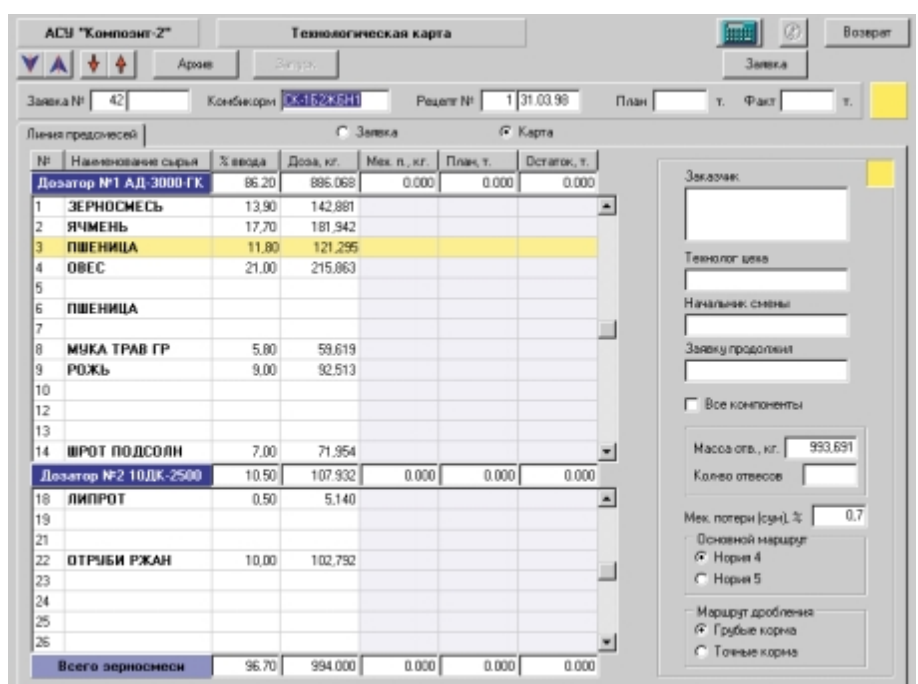 АСУ "Композит-2" Технологическая карта Возврат
Архив Запуск Заявка
Заявка № 42 Комбикорм СК-1Б2ЖБН1 Рецепт № 1 31.03.98 План т. Факт т.
Линия предсмесей Заявка Карта
№ Наименование сырья % ввода Доза, кг. Мех. п., кг. План, т. Остаток, т.
Дозатор №1 АД-3000-ГК 86.20 886.068 0.000 0.000 0.000
1 ЗЕРНОСМЕСЬ 13,90 142,881
2 ЯЧМЕНЬ 17,70 181,942
3 ПШЕНИЦА 11,80 121,295
4 ОВЕС 21,00 215,863
5
6 ПШЕНИЦА
7
8 МУКА ТРАВ ГР 5,80 59,619
9 РОЖЬ 9,00 92,513
10
12
13
14 ШРОТ ПОДСОЛН 7,00 71,954
Дозатор №2 10ДК-2500 10.50 107.932 0.000 0.000 0.000
18 ЛИПРОТ 0,50 5,140
19
21
22 ОТРУБИ РЖАН 10,00 102,792
23
24
25
26
Всего зерносмеси 96.70 994.000 0.000 0.000 0.000
Заказчик
Технолог цеха
Начальник смены
Заявку продолжил
Все компоненты
Масса отв., кг. 993,691
Кол-во отвесов
Мех. потери (сум), % 0,7
Основной маршрут
Нория 4
Нория 5
Маршрут дробления
Грубые корма
Точные корма